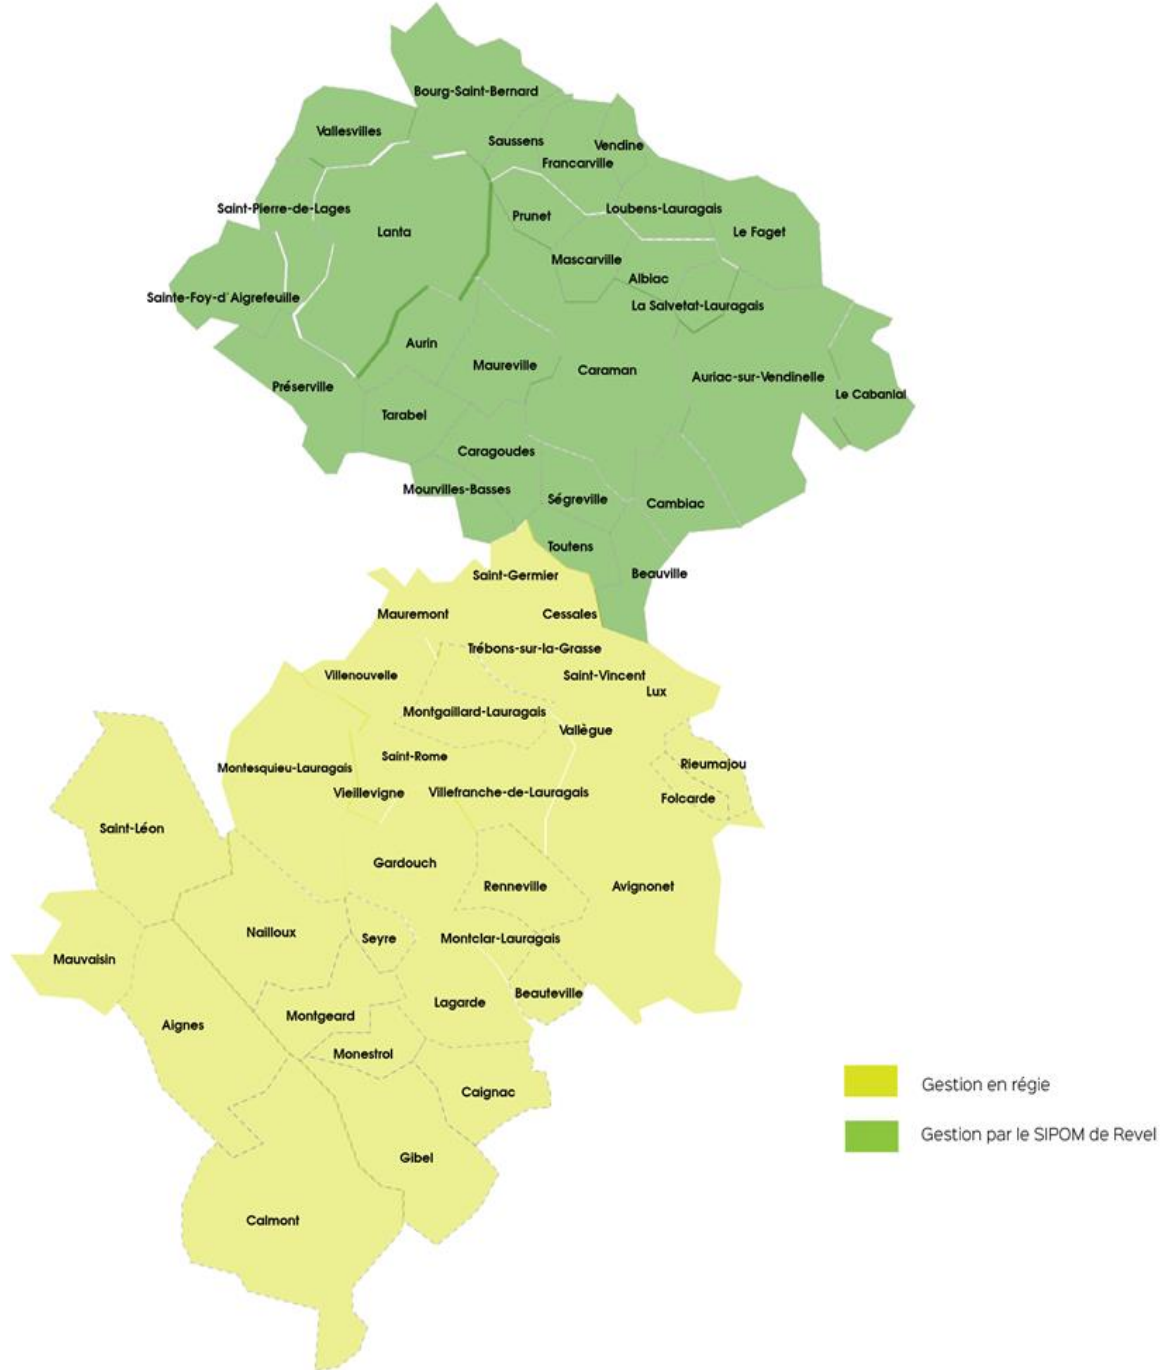 Bourg-Saint-Bernard
Vallesvilles
Saussens
Vendine
Francarville
Saint-Pierre-de-Lages
Loubens-Lauragais
Prunet
Lanta
Le Faget
Mascarville
Albiac
Sainte-Foy-d'Aigrefeuille
La Salvetat-Lauragais
Aurin
Maureville
Caraman
Auriac-sur-Vendinelle
Préserville
Le Cabanial
Tarabel
Caragoudes
Mourvilles-Basses
Ségreville
Cambiac
Toutens
Beauville
Saint-Germier
Mauremont
Cessales
Trébons-sur-la-Grasse
Villenouvelle
Saint-Vincent
Lux
Montgaillard-Lauragais
Vallègue
Saint-Rome
Rieumajou
Montesquieu-Lauragais
Vieillevigne
Villefranche-de-Lauragais
Folcarde
Saint-Léon
Gardouch
Renneville
Avignonet
Nailloux
Seyre
Montclar-Lauragais
Mauvaisin
Beauteville
Lagarde
Montgeard
Aignes
Monestrol
Caignac
Gibel
Calmont
Gestion en régie
Gestion par le SIPOM de Revel